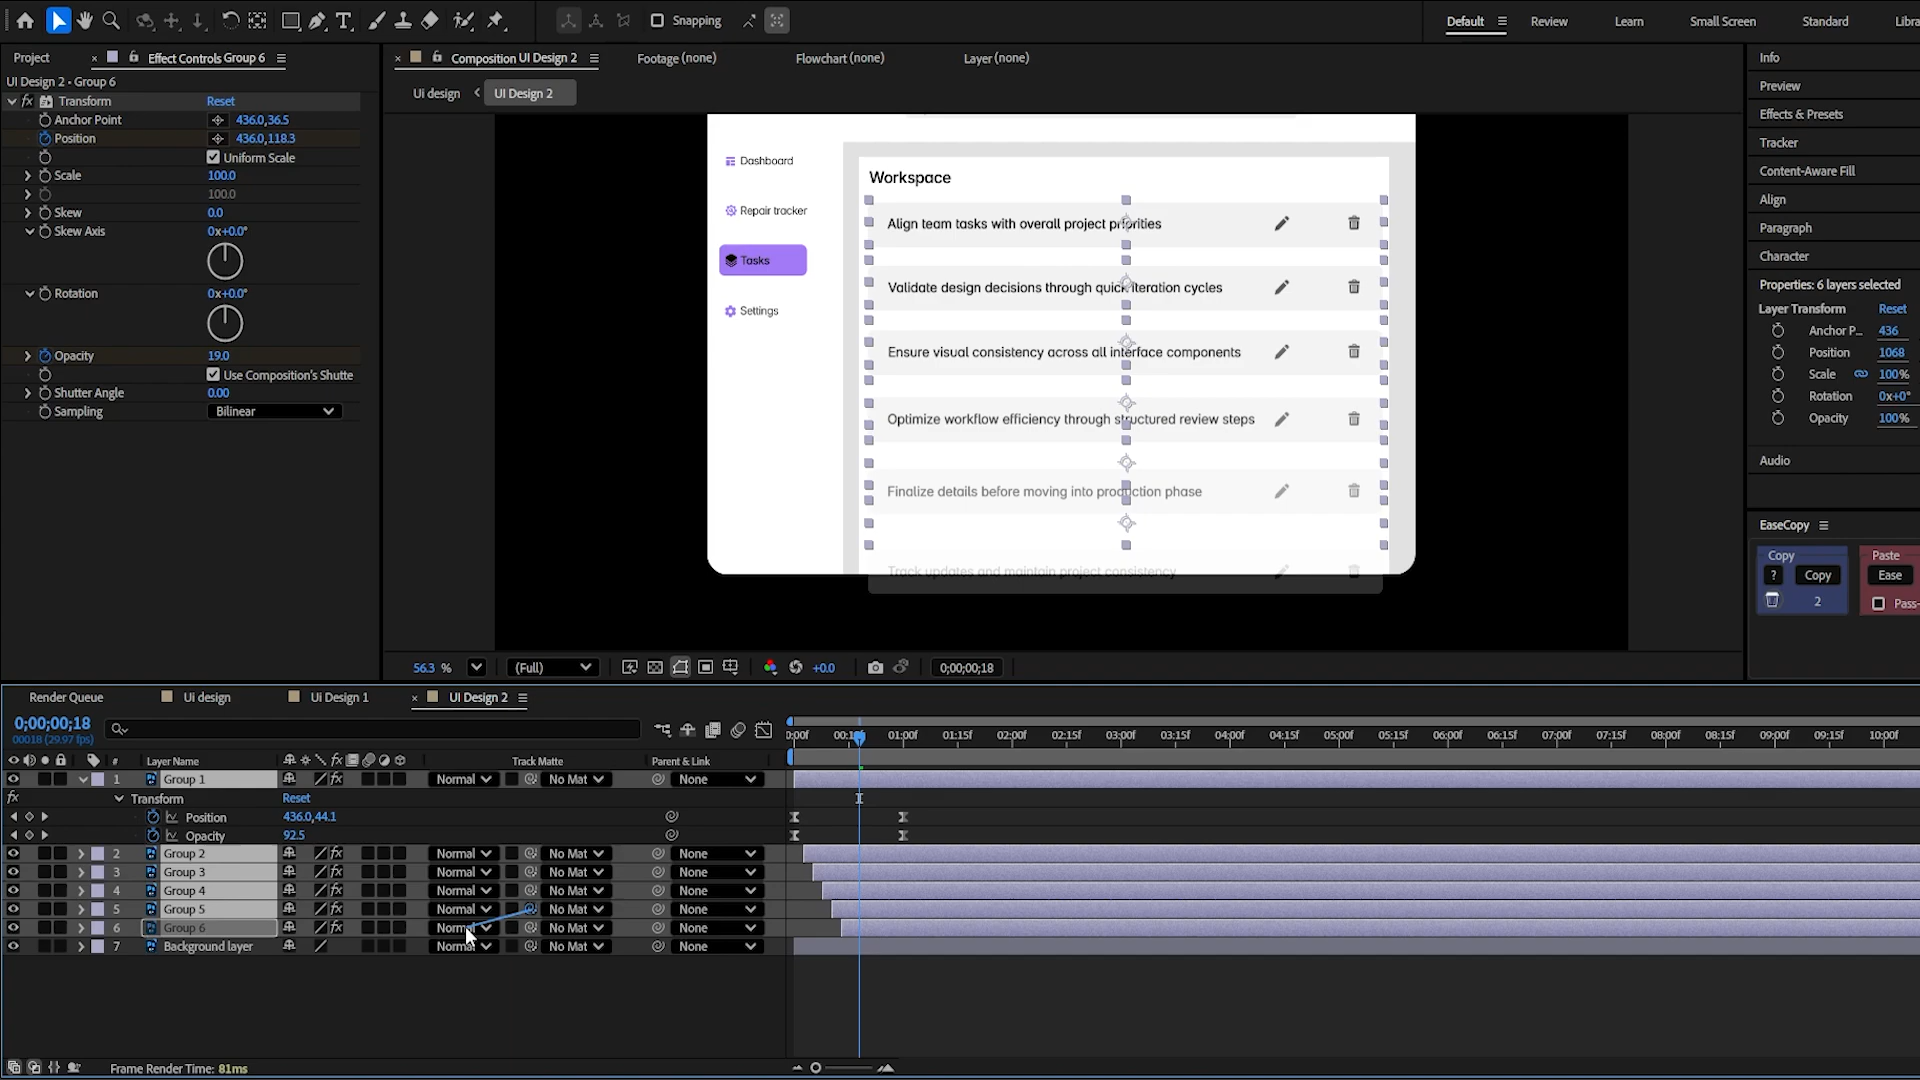 Snapping
Default
Review
Learn
Small Screen
Standard
Libra
Project
Effect Controls Group 6
Composition UI Design 2
Footage (none)
Flowchart (none)
Layer (none)
Info
UI Design 2 • Group 6
Ui design
UI Design 2
Preview
fx Transform Reset
Anchor Point 436.0,36.5
Position 436.0,118.3
Uniform Scale
Scale 100.0
100.0
Skew 0.0
Skew Axis 0x+0.0°
Rotation 0x+0.0°
Opacity 19.0
Use Composition's Shutte
Shutter Angle 0.00
Sampling Bilinear
Dashboard
Repair tracker
Tasks
Settings
Workspace
Align team tasks with overall project priorities
Validate design decisions through quick iteration cycles
Ensure visual consistency across all interface components
Optimize workflow efficiency through structured review steps
Finalize details before moving into production phase
Track updates and maintain project consistency
Effects & Presets
Tracker
Content-Aware Fill
Align
Paragraph
Character
Properties: 6 layers selected
Layer Transform Reset
Anchor P... 436
Position 1068
Scale 100%
Rotation 0x+0°
Opacity 100%
Audio
EaseCopy
Copy Paste
? Copy Ease
2 Pass-
56.3 % (Full) +0.0 0;00;00;18
Render Queue
Ui design
Ui Design 1
UI Design 2
0;00;00;18
00018 (29.97 fps)
0:00f 00:15f 01:00f 01:15f 02:00f 02:15f 03:00f 03:15f 04:00f 04:15f 05:00f 05:15f 06:00f 06:15f 07:00f 07:15f 08:00f 08:15f 09:00f 09:15f 10:00f
# Layer Name fx Track Matte Parent & Link
1 Group 1 fx Normal No Mat None
fx Transform Reset
Position 436.0,44.1
Opacity 92.5
2 Group 2 fx Normal No Mat None
3 Group 3 fx Normal No Mat None
4 Group 4 fx Normal No Mat None
5 Group 5 fx Normal No Mat None
6 Group 6 fx Normal No Mat None
7 Background layer Normal No Mat None
Frame Render Time: 81ms